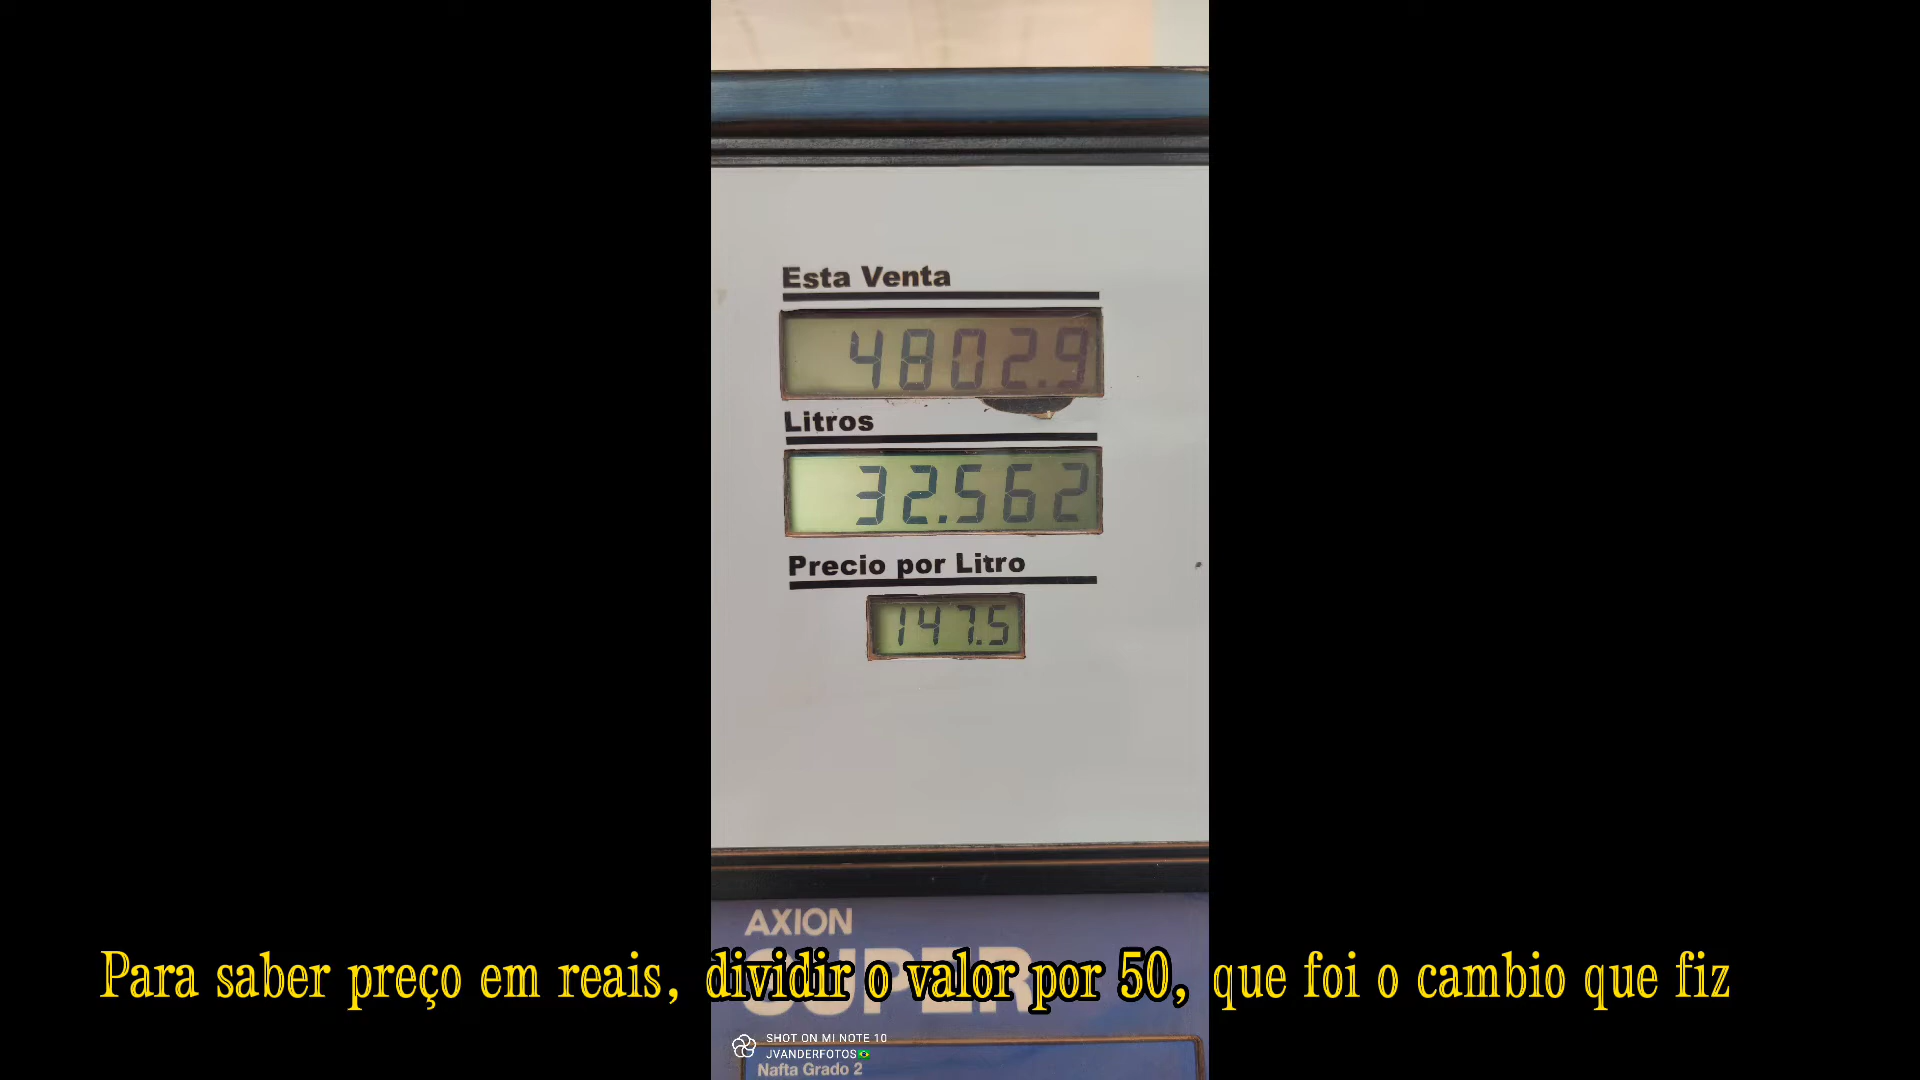 Esta Venta
4802.9
Litros
32.562
Precio por Litro
147.5
AXION
SUPER
Para saber preço em reais, dividir o valor por 50, que foi o cambio que fiz
SHOT ON MI NOTE 10
JVANDERFOTOS🇧🇷
Nafta Grado 2